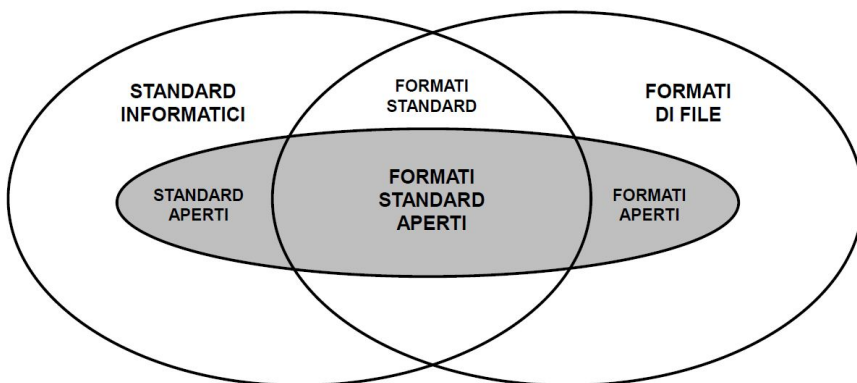 STANDARD
INFORMATICI
FORMATI
STANDARD
FORMATI
DI FILE
STANDARD
APERTI
FORMATI
STANDARD
APERTI
FORMATI
APERTI